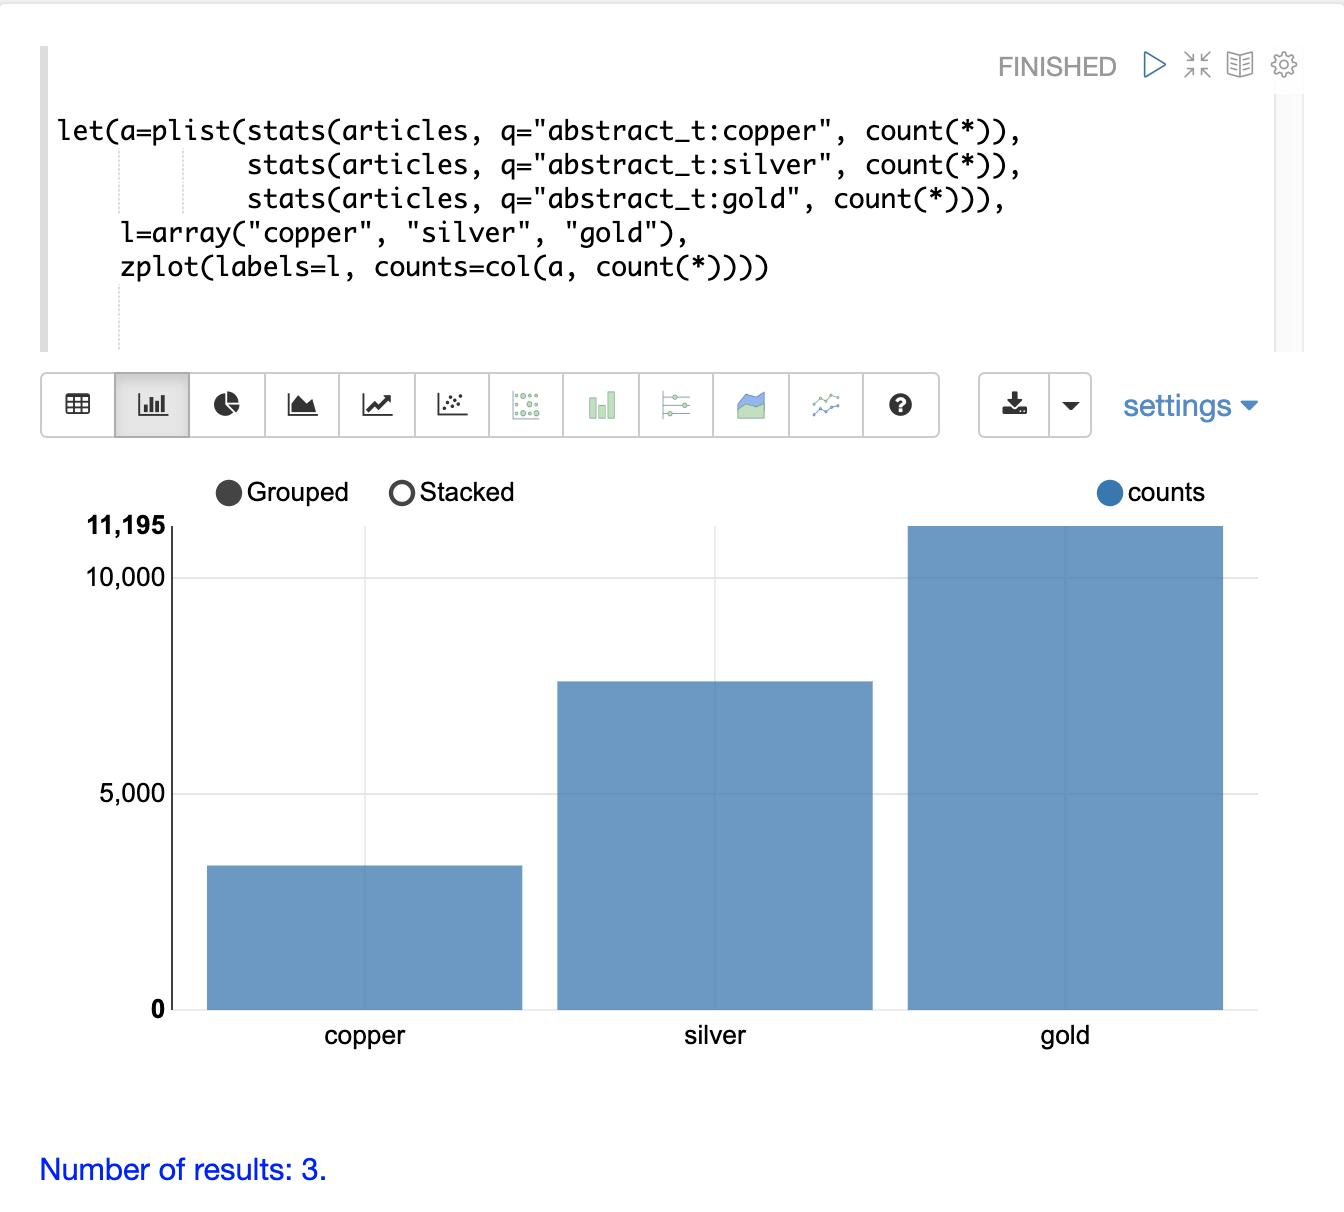 FINISHED
let(a=plist(stats(articles, q="abstract_t:copper", count(*)),
stats(articles, q="abstract_t:silver", count(*)),
stats(articles, q="abstract_t:gold", count(*))),
l=array("copper", "silver", "gold"),
zplot(labels=l, counts=col(a, count(*))))
?
settings
Grouped Stacked counts
11,195
10,000
5,000
0
copper silver gold
Number of results: 3.